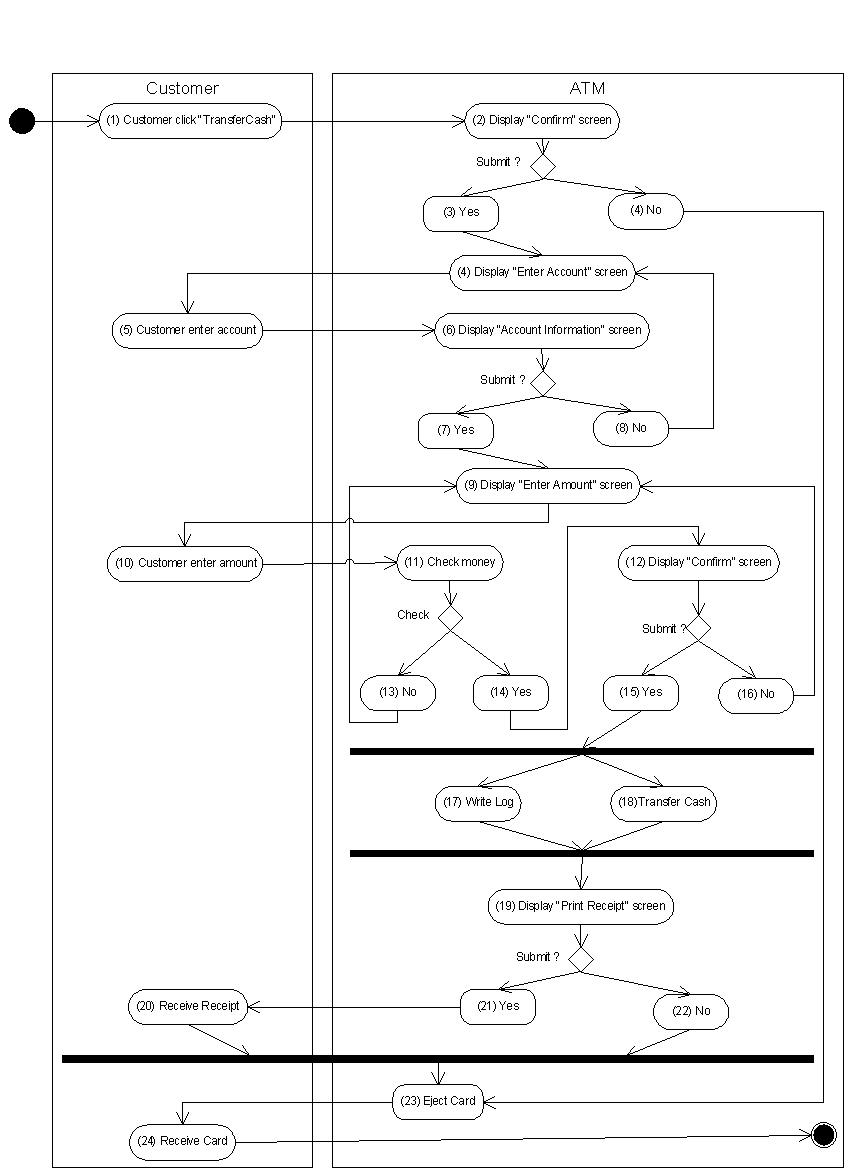 Customer
ATM
(1) Customer click"TransferCash"
(2) Display "Confirm" screen
Submit ?
(3) Yes
(4) No
(4) Display "Enter Account" screen
(5) Customer enter account
(6) Display "Account Information" screen
Submit ?
(7) Yes
(8) No
(9) Display "Enter Amount" screen
(10) Customer enter amount
(11) Check money
(12) Display "Confirm" screen
Check
Submit ?
(13) No
(14) Yes
(15) Yes
(16) No
(17) Write Log
(18)Transfer Cash
(19) Display "Print Receipt" screen
Submit ?
(20) Receive Receipt
(21) Yes
(22) No
(23) Eject Card
(24) Receive Card